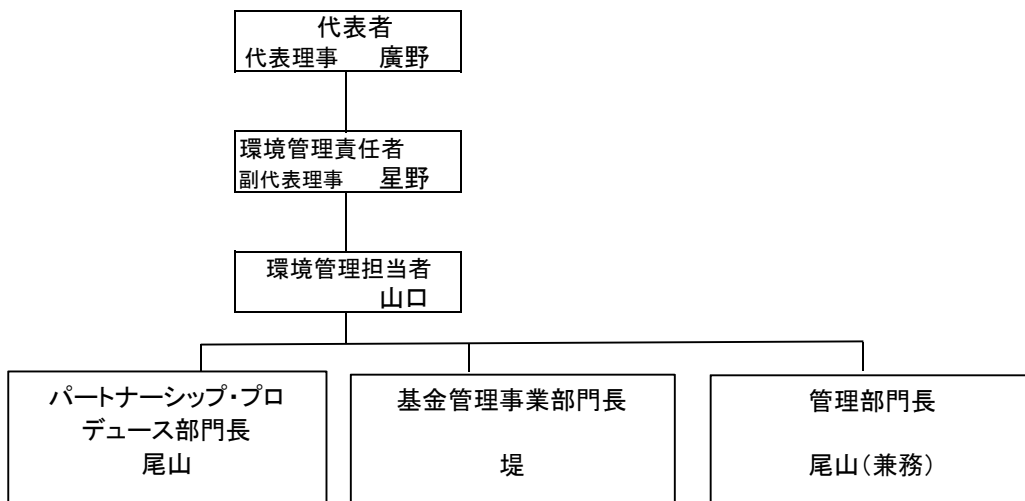 代表者
代表理事　廣野
環境管理責任者
副代表理事　星野
環境管理担当者
山口
パートナーシップ・プロ
デュース部門長
尾山
基金管理事業部門長
堤
管理部門長
尾山(兼務)